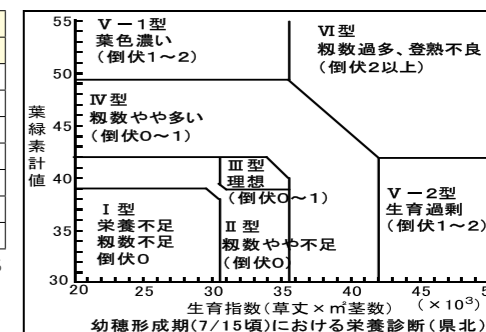 55
50
45
40
35
30
葉緑素計値
Ⅴ－1型
葉色濃い
(倒伏1～2)
Ⅵ型
籾数過多、登熟不良
(倒伏2以上)
Ⅳ型
籾数やや多い
(倒伏0～1)
Ⅲ型
理想
(倒伏0～1)
Ⅴ－2型
生育過剰
(倒伏1～2)
Ⅰ型
栄養不足
籾数不足
倒伏0
Ⅱ型
籾数やや不足
(倒伏0)
20 25 30 35 40 45 50
生育指数(草丈×㎡茎数) (×10³)
幼穂形成期(7/15頃)における栄養診断(県北)